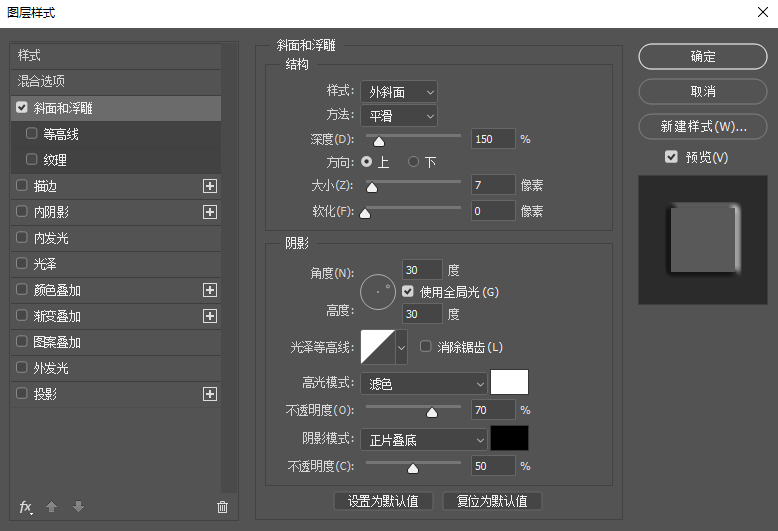 图层样式
样式
混合选项
斜面和浮雕
等高线
纹理
描边
内阴影
内发光
光泽
颜色叠加
渐变叠加
图案叠加
外发光
投影
fx
斜面和浮雕
结构
样式: 外斜面
方法: 平滑
深度(D): 150 %
方向: 上 下
大小(Z): 7 像素
软化(F): 0 像素
阴影
角度(N): 30 度
使用全局光 (G)
高度: 30 度
光泽等高线: 消除锯齿 (L)
高光模式: 滤色
不透明度(O): 70 %
阴影模式: 正片叠底
不透明度(C): 50 %
设置为默认值 复位为默认值
确定
取消
新建样式(W)...
预览(V)